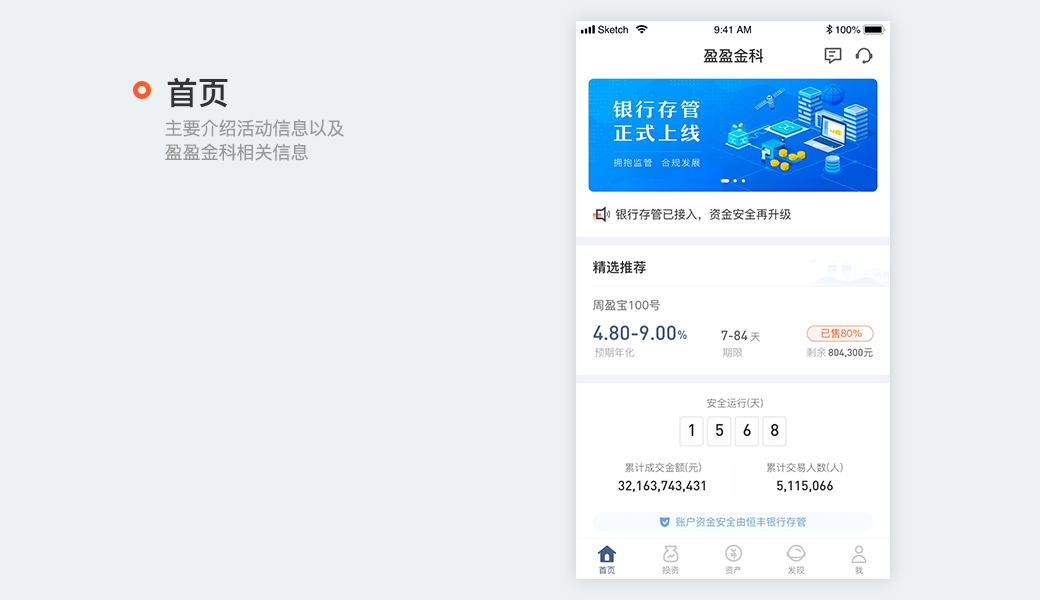 首页
主要介绍活动信息以及
盈盈金科相关信息
Sketch 9:41 AM 100%
盈盈金科
银行存管
正式上线
拥抱监管 合规发展
银行存管已接入，资金安全再升级
精选推荐
周盈宝100号
4.80-9.00% 7-84 天 已售80%
预期年化 期限 剩余 804,300元
安全运行(天)
1 5 6 8
累计成交金额(元) 累计交易人数(人)
32,163,743,431 5,115,066
账户资金安全由恒丰银行存管
首页 投资 资产 发现 我